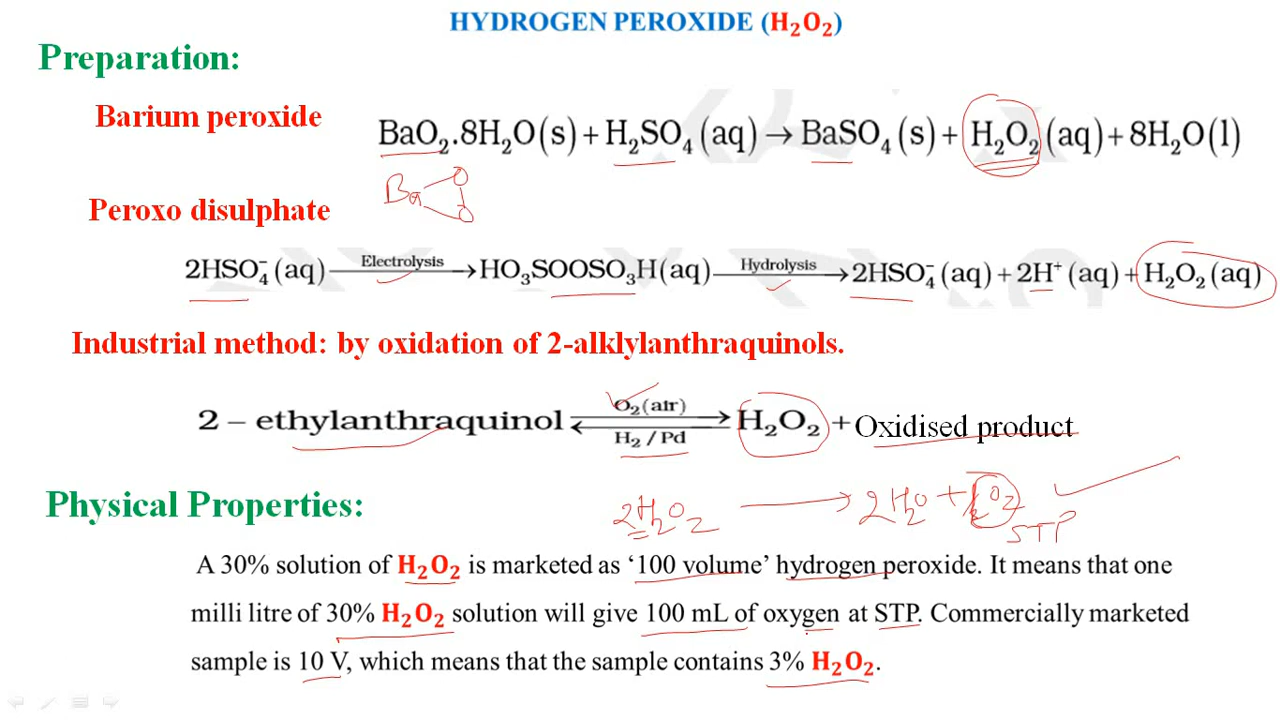 HYDROGEN PEROXIDE (H₂O₂)
Preparation:
Barium peroxide
BaO₂.8H₂O(s) + H₂SO₄(aq) → BaSO₄(s) + H₂O₂(aq) + 8H₂O(l)
Ba O O
Peroxo disulphate
2HSO₄⁻(aq) —Electrolysis→ HO₃SOOSO₃H(aq) —Hydrolysis→ 2HSO₄⁻(aq) + 2H⁺(aq) + H₂O₂(aq)
Industrial method: by oxidation of 2-alklylanthraquinols.
2 – ethylanthraquinol ⇌ O₂(air) H₂/Pd H₂O₂ + Oxidised product
Physical Properties:
2H₂O₂ → 2H₂O + O₂
STP
A 30% solution of H₂O₂ is marketed as ‘100 volume’ hydrogen peroxide. It means that one
milli litre of 30% H₂O₂ solution will give 100 mL of oxygen at STP. Commercially marketed
sample is 10 V, which means that the sample contains 3% H₂O₂.